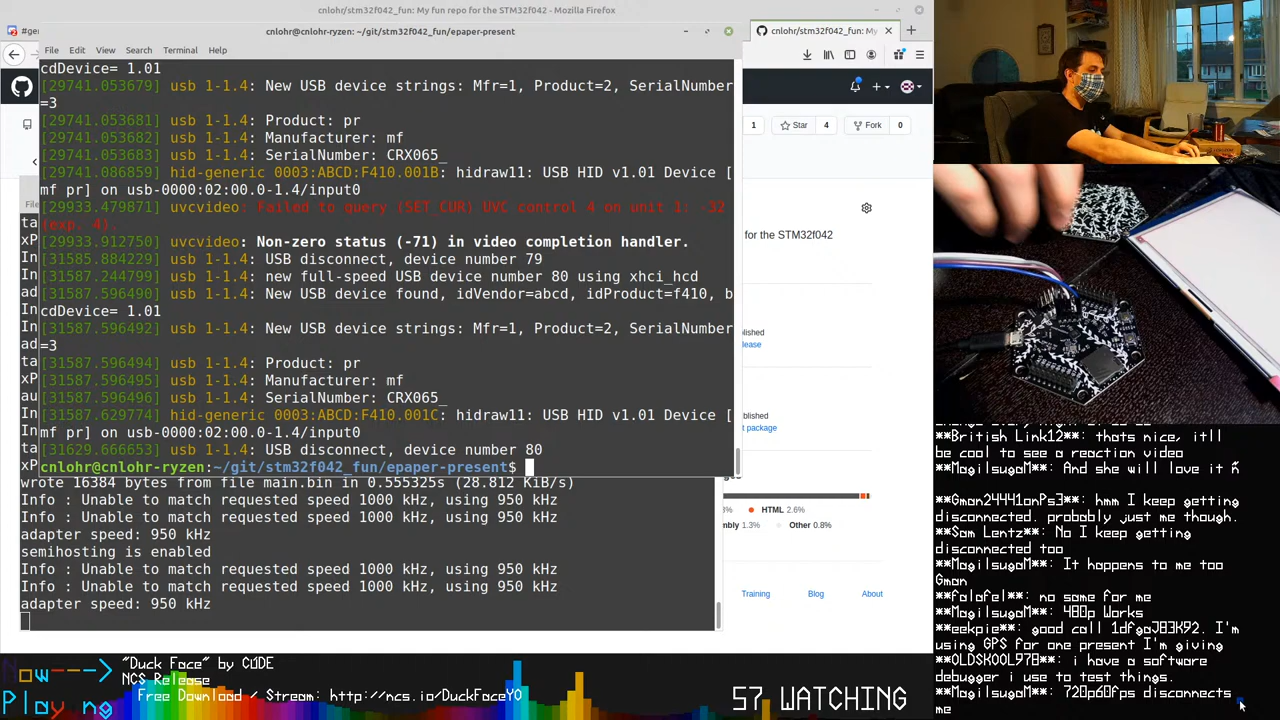 cnlohr/stm32f042_fun: My fun repo for the STM32f042 - Mozilla Firefox
cnlohr@cnlohr-ryzen: ~/git/stm32f042_fun/epaper-present
cnlohr/stm32f042_fun: M
File Edit View Search Terminal Help
cdDevice= 1.01
[29741.053679] usb 1-1.4: New USB device strings: Mfr=1, Product=2, SerialNumber
=3
[29741.053681] usb 1-1.4: Product: pr
[29741.053682] usb 1-1.4: Manufacturer: mf
[29741.053683] usb 1-1.4: SerialNumber: CRX065_
[29741.086859] hid-generic 0003:ABCD:F410.001B: hidraw11: USB HID v1.01 Device [
mf pr] on usb-0000:02:00.0-1.4/input0
[29933.479871] uvcvideo: Failed to query (SET_CUR) UVC control 4 on unit 1: -32
(exp. 4).
[29933.912750] uvcvideo: Non-zero status (-71) in video completion handler.
[31585.884229] usb 1-1.4: USB disconnect, device number 79
[31587.244799] usb 1-1.4: new full-speed USB device number 80 using xhci_hcd
[31587.596490] usb 1-1.4: New USB device found, idVendor=abcd, idProduct=f410, b
cdDevice= 1.01
[31587.596492] usb 1-1.4: New USB device strings: Mfr=1, Product=2, SerialNumber
=3
[31587.596494] usb 1-1.4: Product: pr
[31587.596495] usb 1-1.4: Manufacturer: mf
[31587.596496] usb 1-1.4: SerialNumber: CRX065_
[31587.629774] hid-generic 0003:ABCD:F410.001C: hidraw11: USB HID v1.01 Device [
mf pr] on usb-0000:02:00.0-1.4/input0
[31629.666653] usb 1-1.4: USB disconnect, device number 80
cnlohr@cnlohr-ryzen:~/git/stm32f042_fun/epaper-present$
wrote 16384 bytes from file main.bin in 0.555325s (28.812 KiB/s)
Info : Unable to match requested speed 1000 kHz, using 950 kHz
Info : Unable to match requested speed 1000 kHz, using 950 kHz
adapter speed: 950 kHz
semihosting is enabled
Info : Unable to match requested speed 1000 kHz, using 950 kHz
Info : Unable to match requested speed 1000 kHz, using 950 kHz
adapter speed: 950 kHz
1 Star 4 Fork 0
for the STM32f042
HTML 2.6%
Other 0.8%
Training Blog About
**British Link12**: thats nice, itll
be cool to see a reaction video
**MagilsugaM**: And she will love it
**Gman24441onPs3**: hmm I keep getting
disconnected. probably just me though.
**Sam Lentz**: No I keep getting
disconnected too
**MagilsugaM**: It happens to me too
Gman
**Falafel**: no same for me
**MagilsugaM**: 480p Works
**eekpie**: good call 1dfgaJ83K92. I'm
using GPS for one present I'm giving
**OLDSKOOL978**: i have a software
debugger i use to test things.
**MagilsugaM**: 720p60fps disconnects
me
Now--->
Playing
"Duck Face" by CODE
NCS Release
Free Download / Stream: http://ncs.io/DuckFaceYO
57 WATCHING